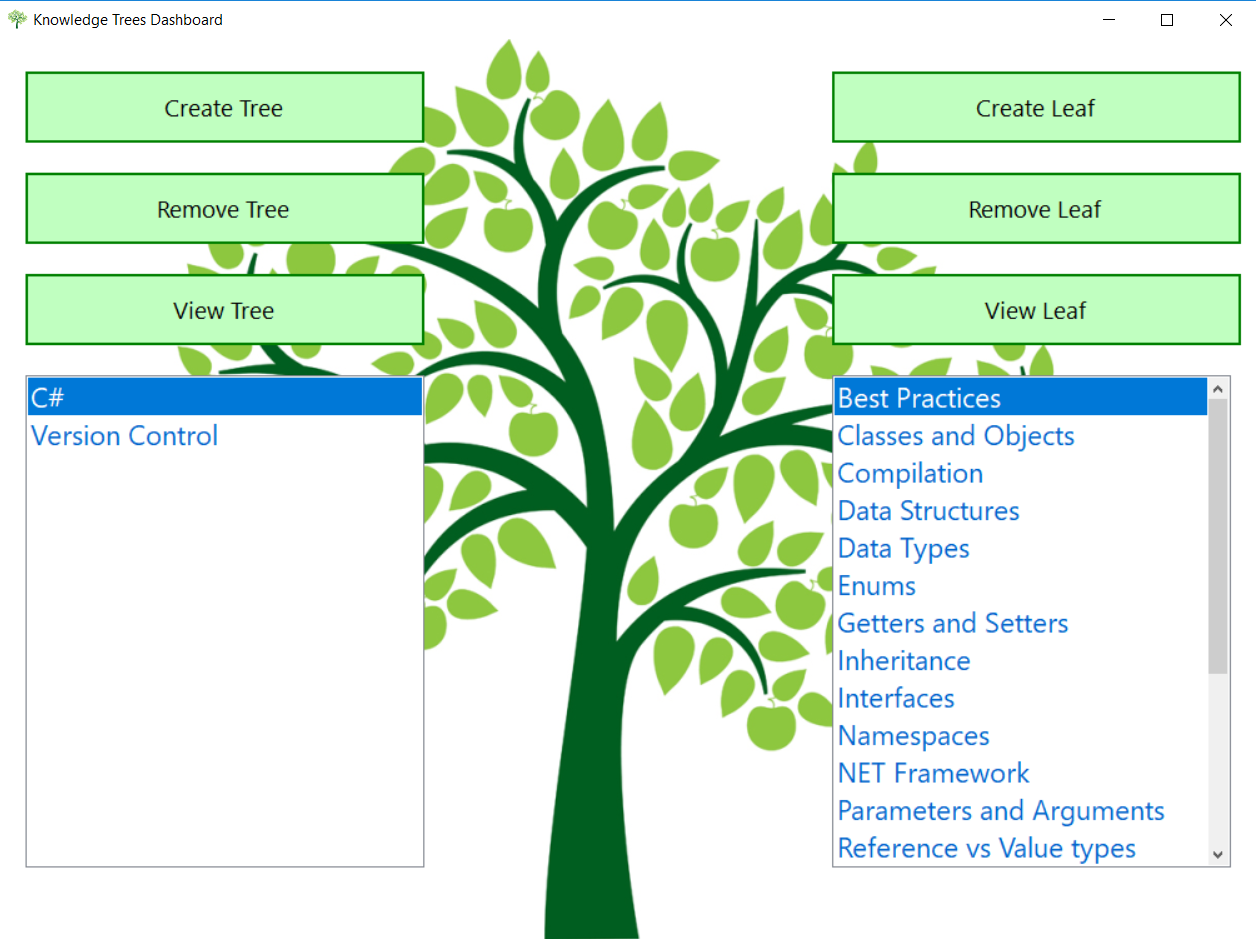 Knowledge Trees Dashboard
Create Tree
Remove Tree
View Tree
C#
Version Control
Create Leaf
Remove Leaf
View Leaf
Best Practices
Classes and Objects
Compilation
Data Structures
Data Types
Enums
Getters and Setters
Inheritance
Interfaces
Namespaces
NET Framework
Parameters and Arguments
Reference vs Value types